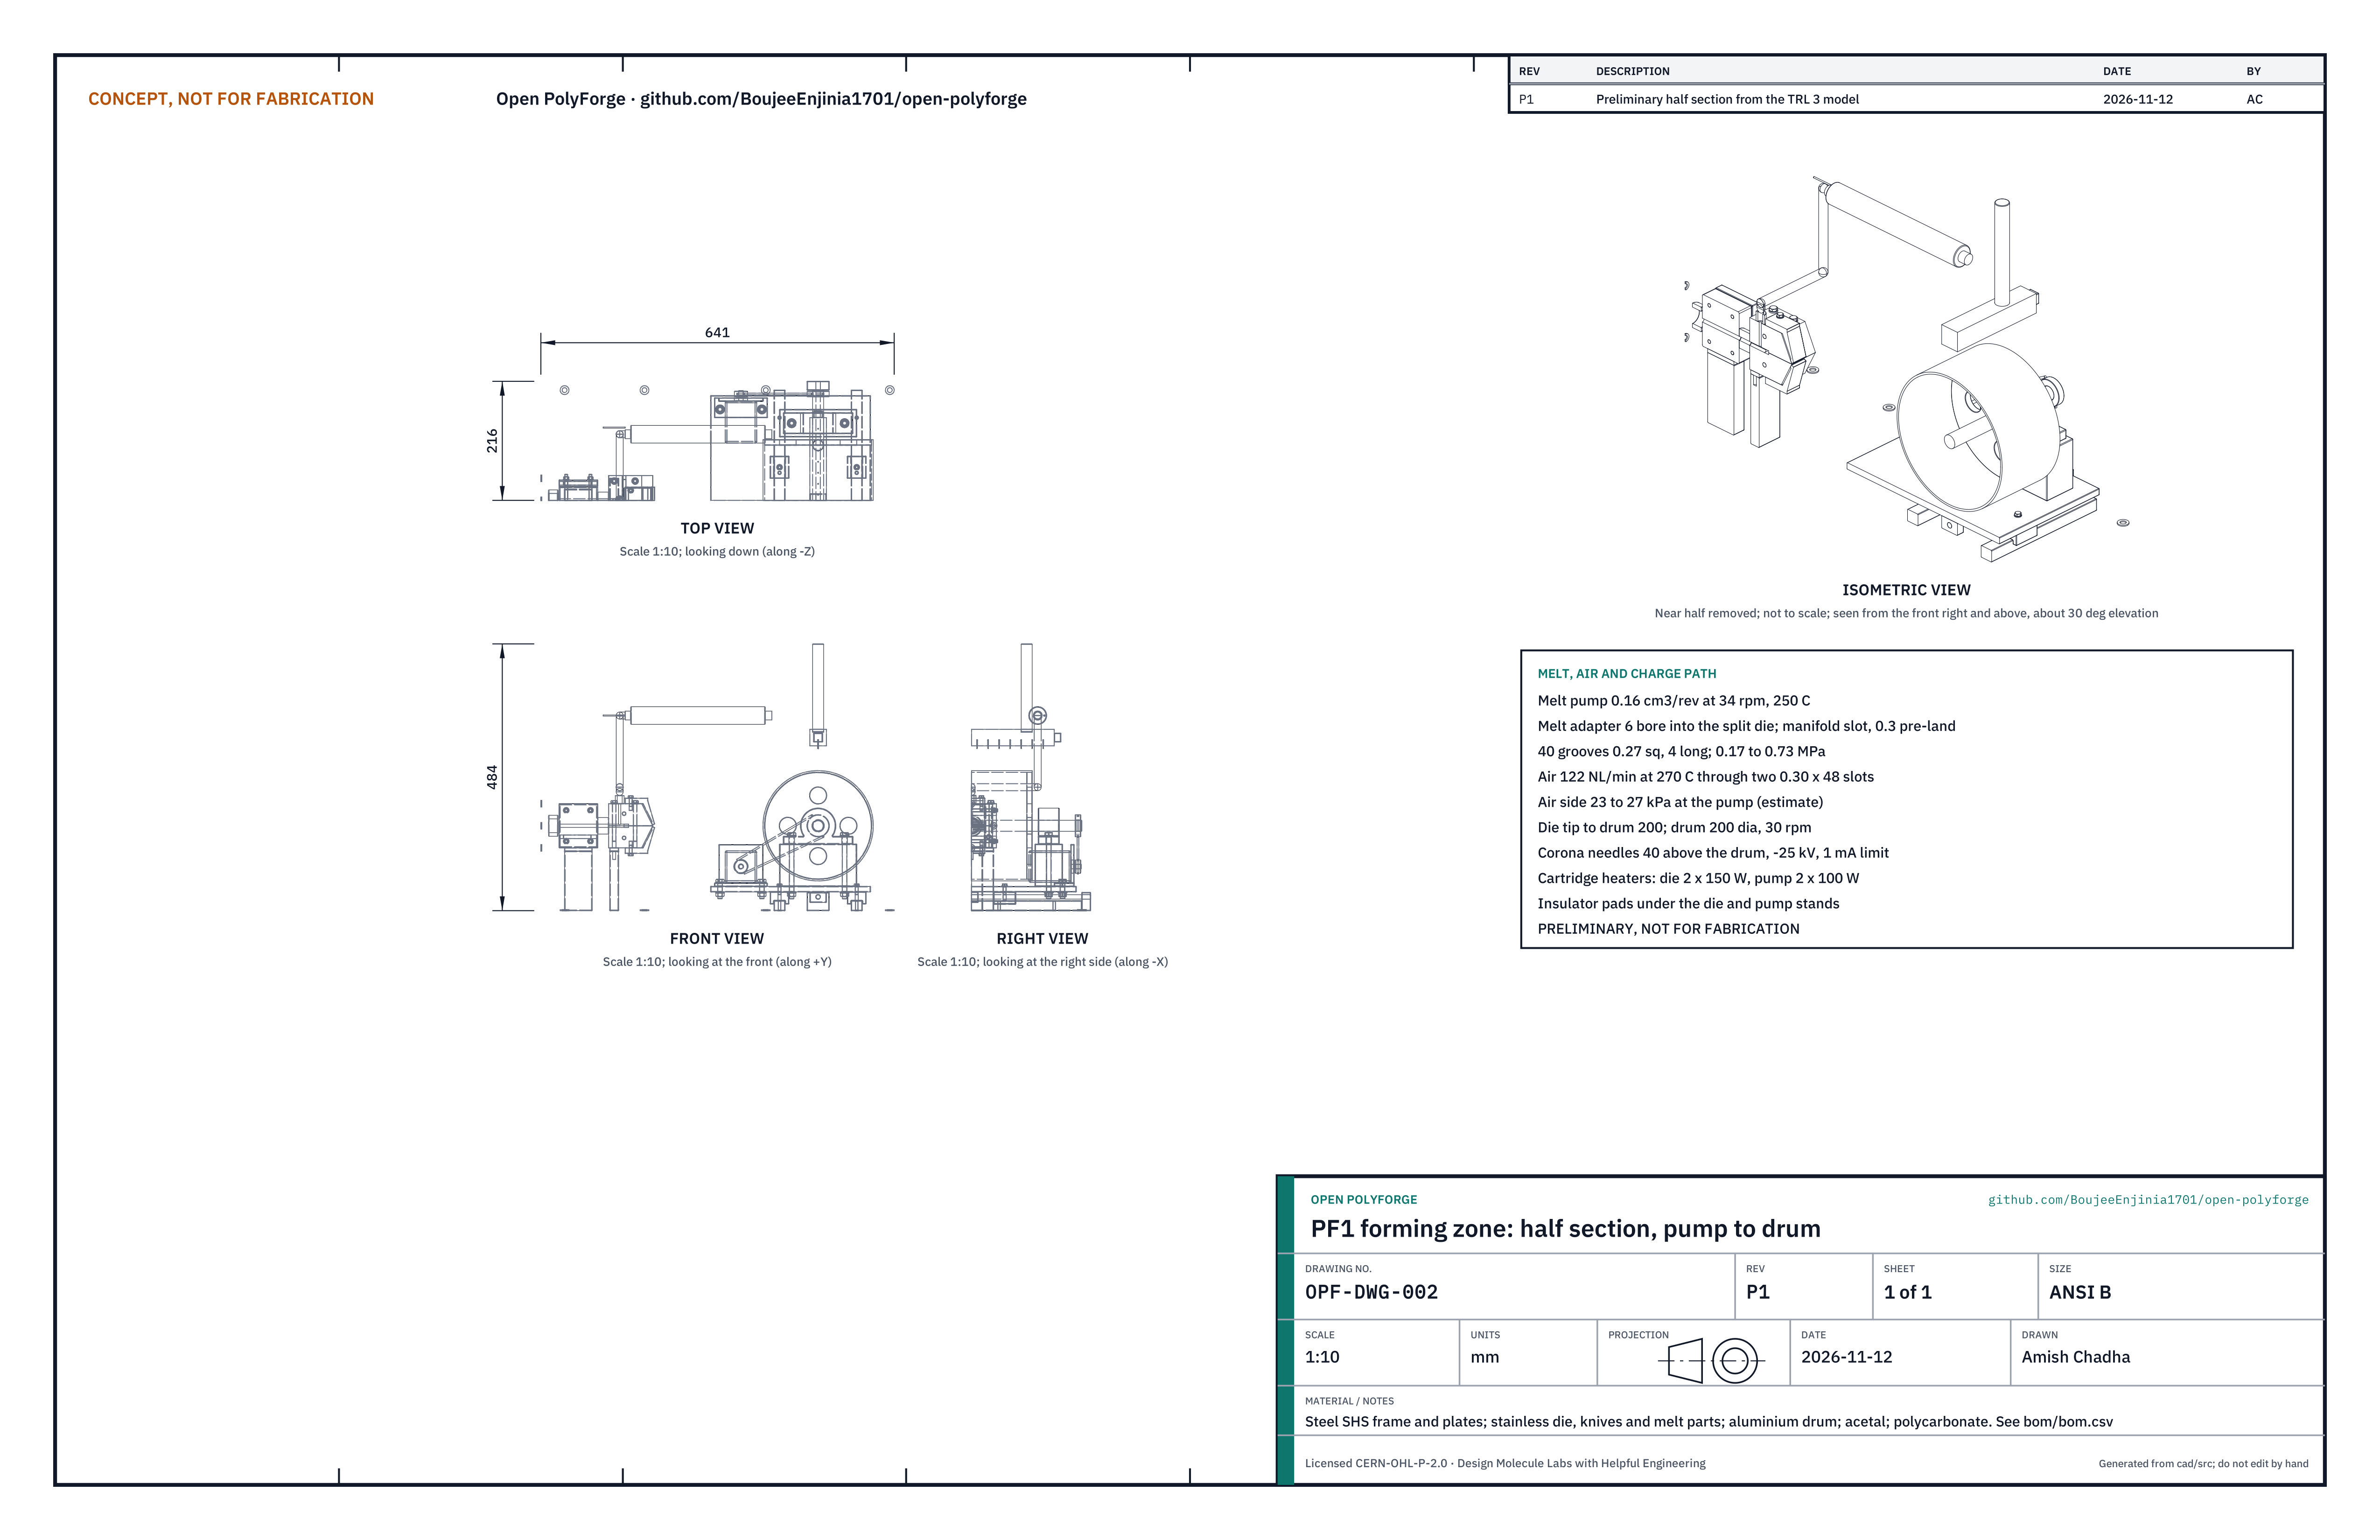 CONCEPT, NOT FOR FABRICATION
Open PolyForge · github.com/BoujeeEnjinia1701/open-polyforge
REV DESCRIPTION DATE BY
P1 Preliminary half section from the TRL 3 model 2026-11-12 AC
641
216
TOP VIEW
Scale 1:10; looking down (along -Z)
ISOMETRIC VIEW
Near half removed; not to scale; seen from the front right and above, about 30 deg elevation
484
FRONT VIEW
Scale 1:10; looking at the front (along +Y)
RIGHT VIEW
Scale 1:10; looking at the right side (along -X)
MELT, AIR AND CHARGE PATH
Melt pump 0.16 cm3/rev at 34 rpm, 250 C
Melt adapter 6 bore into the split die; manifold slot, 0.3 pre-land
40 grooves 0.27 sq, 4 long; 0.17 to 0.73 MPa
Air 122 NL/min at 270 C through two 0.30 x 48 slots
Air side 23 to 27 kPa at the pump (estimate)
Die tip to drum 200; drum 200 dia, 30 rpm
Corona needles 40 above the drum, -25 kV, 1 mA limit
Cartridge heaters: die 2 x 150 W, pump 2 x 100 W
Insulator pads under the die and pump stands
PRELIMINARY, NOT FOR FABRICATION
OPEN POLYFORGE github.com/BoujeeEnjinia1701/open-polyforge
PF1 forming zone: half section, pump to drum
DRAWING NO. REV SHEET SIZE
OPF-DWG-002 P1 1 of 1 ANSI B
SCALE UNITS PROJECTION DATE DRAWN
1:10 mm 2026-11-12 Amish Chadha
MATERIAL / NOTES
Steel SHS frame and plates; stainless die, knives and melt parts; aluminium drum; acetal; polycarbonate. See bom/bom.csv
Licensed CERN-OHL-P-2.0 · Design Molecule Labs with Helpful Engineering Generated from cad/src; do not edit by hand